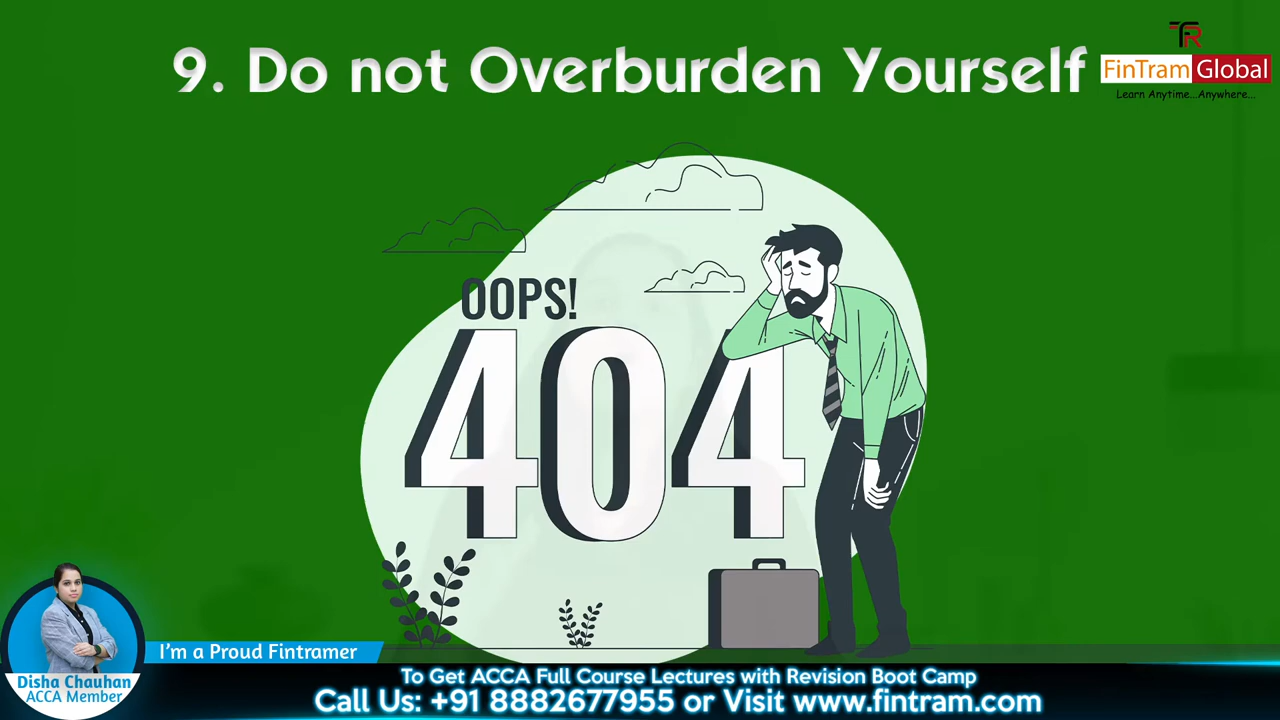 9. Do not Overburden Yourself
TR
FinTram Global
Learn Anytime...Anywhere...
OOPS!
404
I'm a Proud Fintramer
Disha Chauhan
ACCA Member
To Get ACCA Full Course Lectures with Revision Boot Camp
Call Us: +91 8882677955 or Visit www.fintram.com